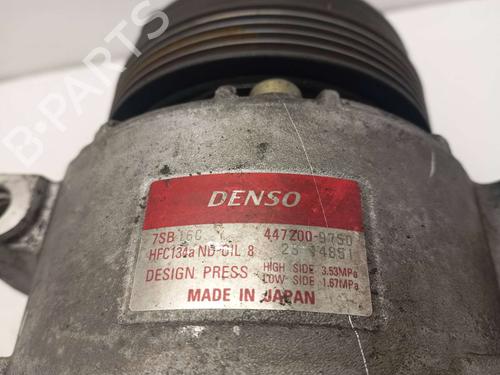 B-PARTS
DENSO
7SB16C 447200-9750
HFC134a ND-OIL 8
DESIGN PRESS HIGH SIDE 3.53MPa
LOW SIDE 1.67MPa
MADE IN JAPAN